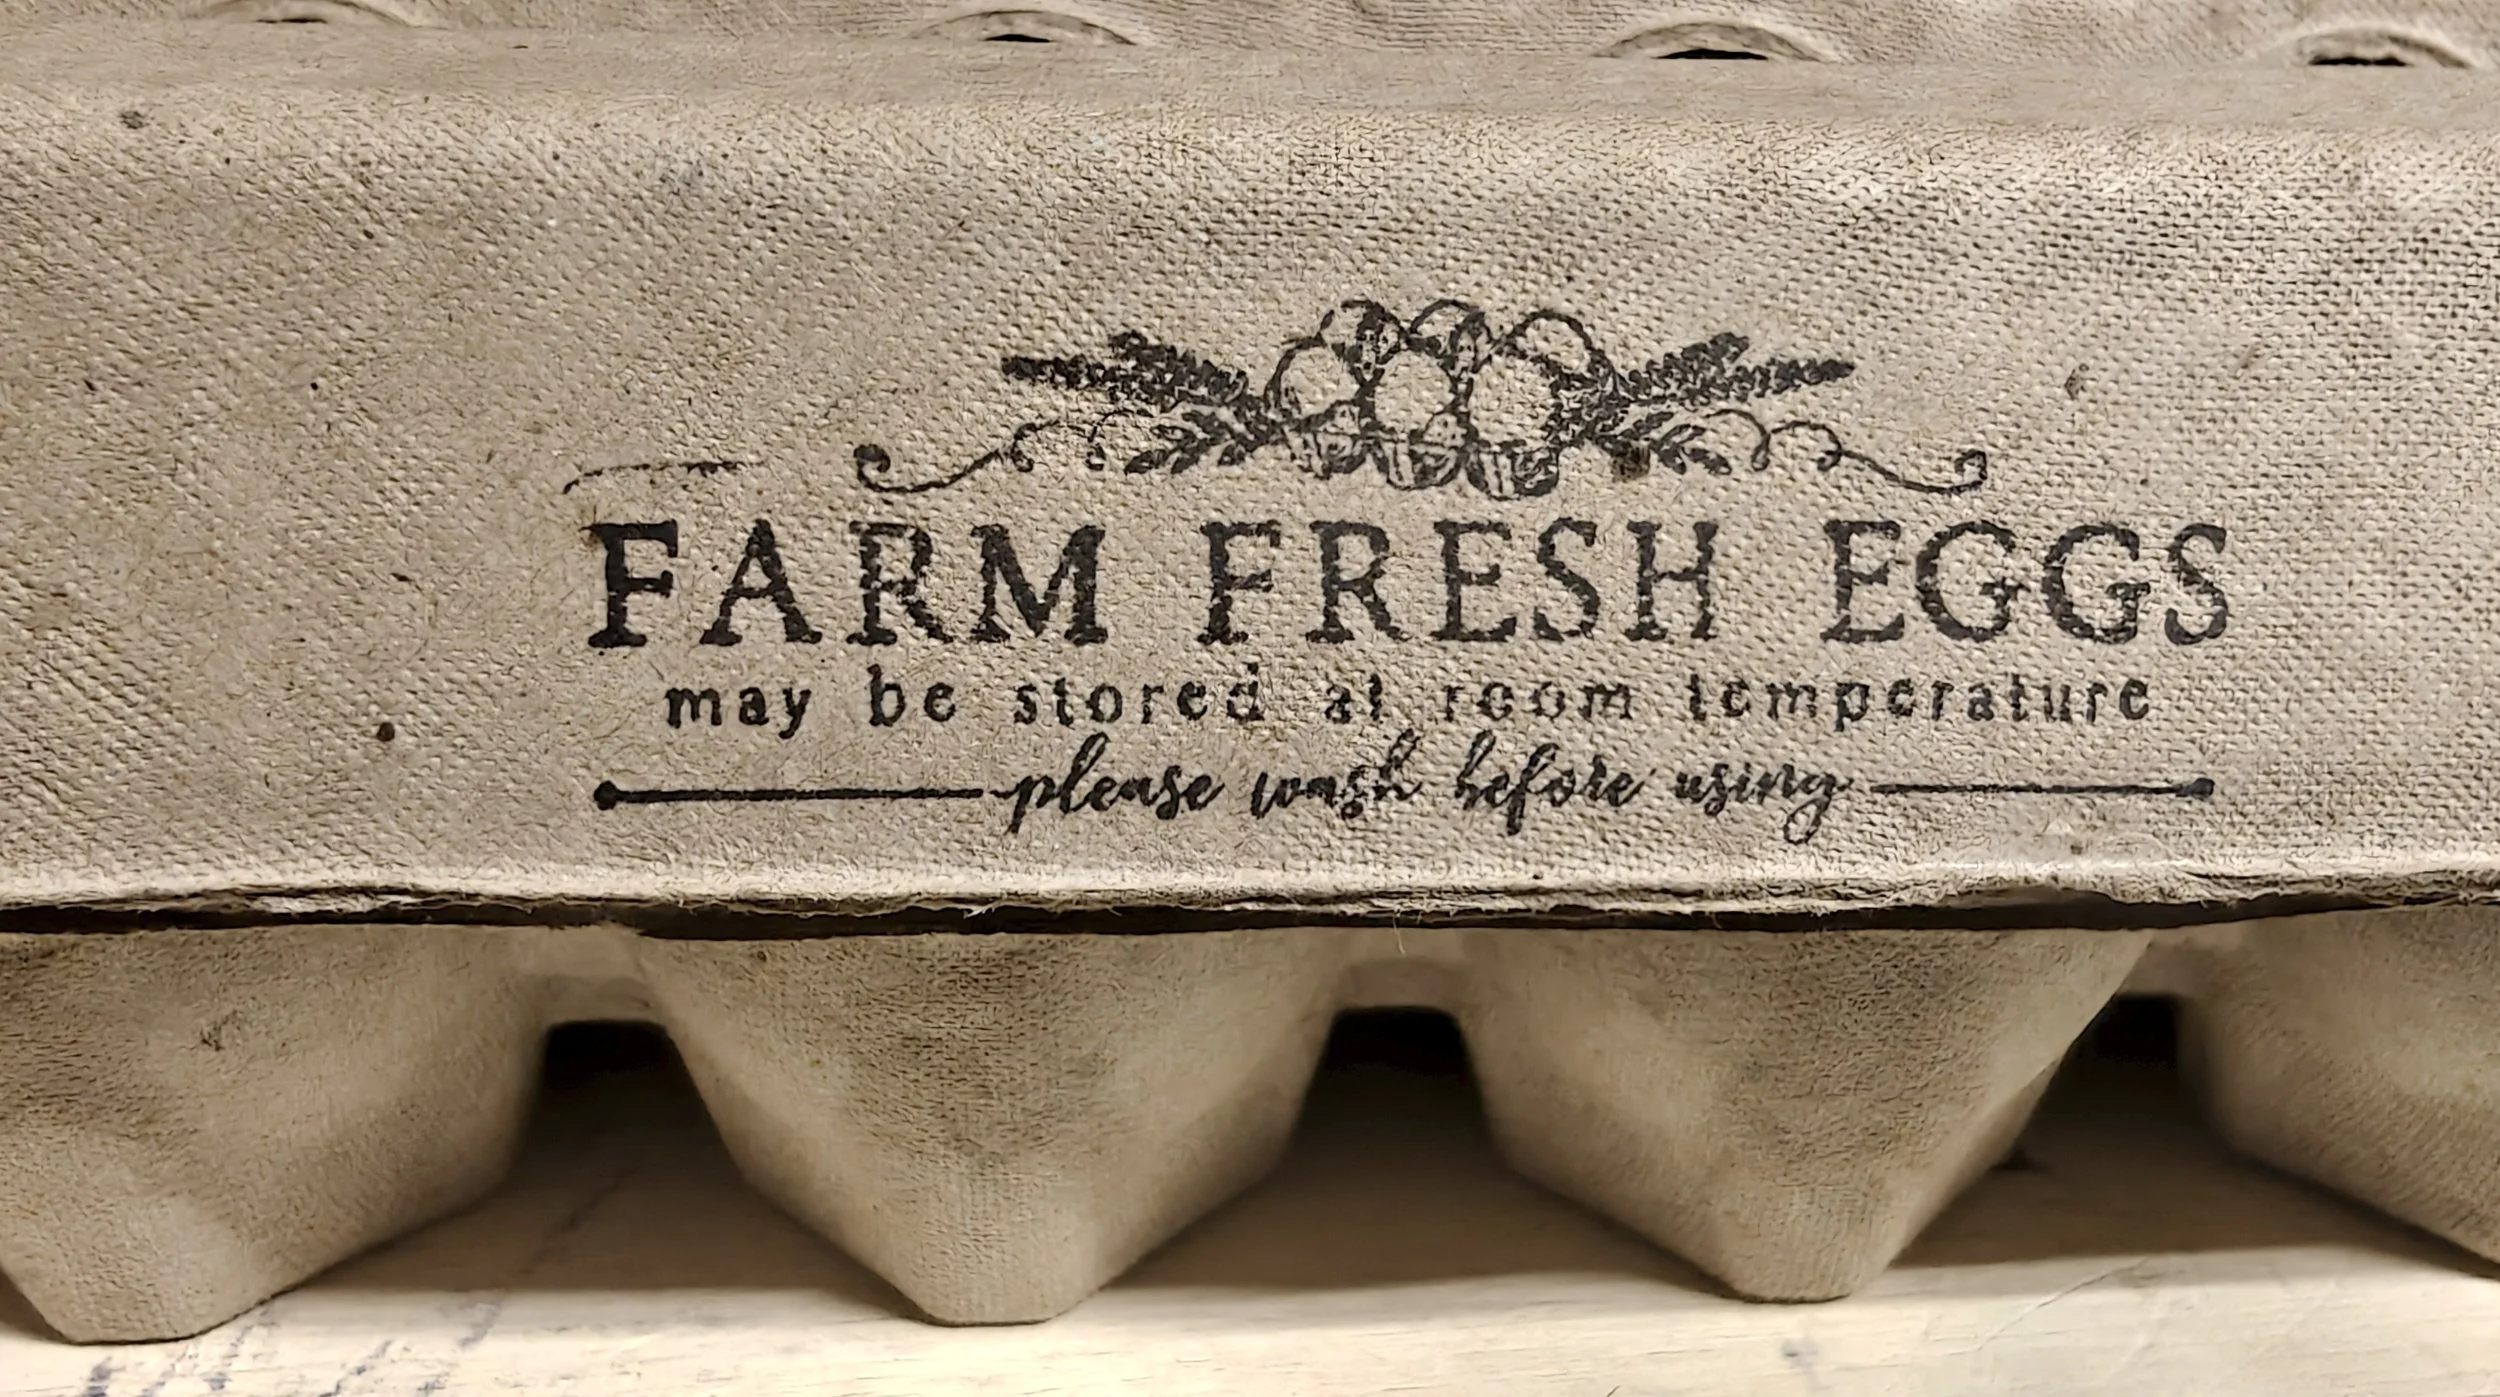 FARM FRESH EGGS
may be stored at room temperature
please wash before using